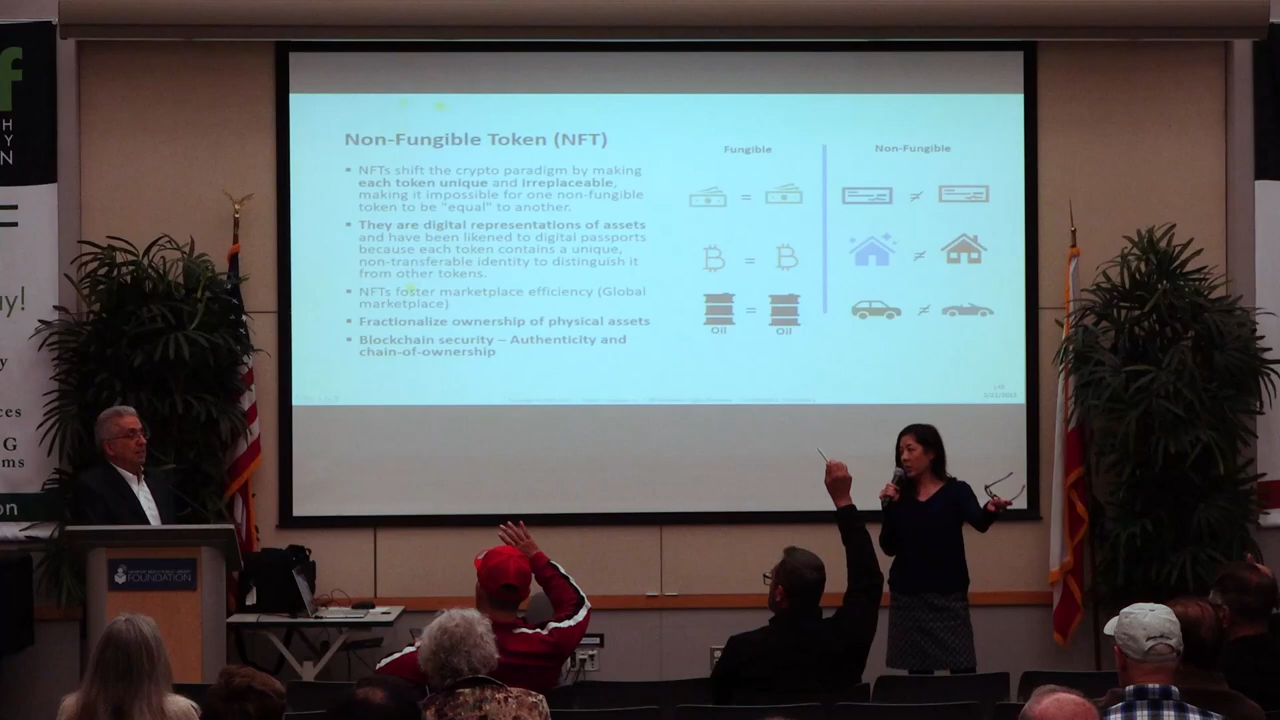 f
H
Y
N
Non-Fungible Token (NFT)
▪ NFTs shift the crypto paradigm by making
each token unique and irreplaceable,
making it impossible for one non-fungible
token to be "equal" to another.
▪ They are digital representations of assets
and have been likened to digital passports
because each token contains a unique,
non-transferable identity to distinguish it
from other tokens.
▪ NFTs foster marketplace efficiency (Global
marketplace)
▪ Fractionalize ownership of physical assets
▪ Blockchain security – Authenticity and
chain-of-ownership
Fungible
Non-Fungible
=
≠
=
≠
=
≠
Oil
Oil
ay!
y
ces
G
ms
on
FOUNDATION